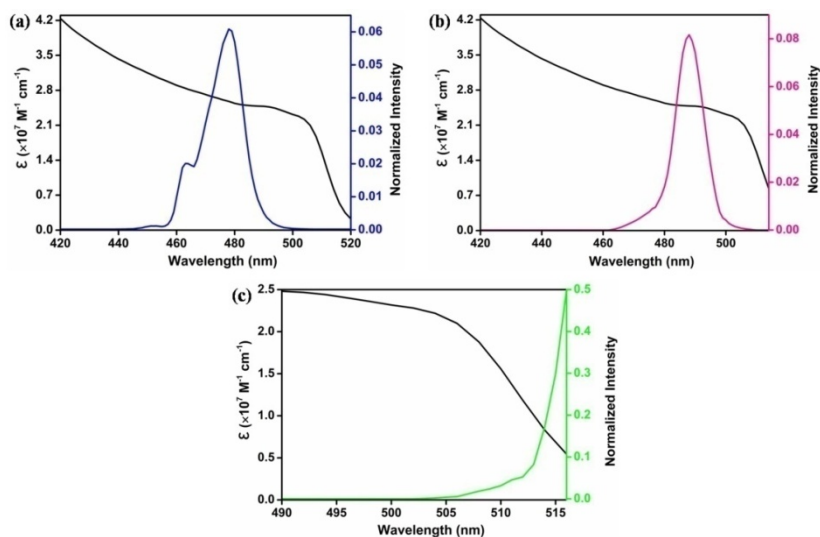 (a)
4.2
3.5
2.8
2.1
1.4
0.7
0.0
ε (×10⁷ M⁻¹ cm⁻¹)
420 440 460 480 500 520
Wavelength (nm)
0.06
0.05
0.04
0.03
0.02
0.01
0.00
Normalized Intensity
(b)
4.2
3.5
2.8
2.1
1.4
0.7
0.0
ε (×10⁷ M⁻¹ cm⁻¹)
420 440 460 480 500
Wavelength (nm)
0.08
0.06
0.04
0.02
0.00
Normalized Intensity
(c)
2.5
2.0
1.5
1.0
0.5
0.0
ε (×10⁷ M⁻¹ cm⁻¹)
490 495 500 505 510 515
Wavelength (nm)
0.5
0.4
0.3
0.2
0.1
0.0
Normalized Intensity